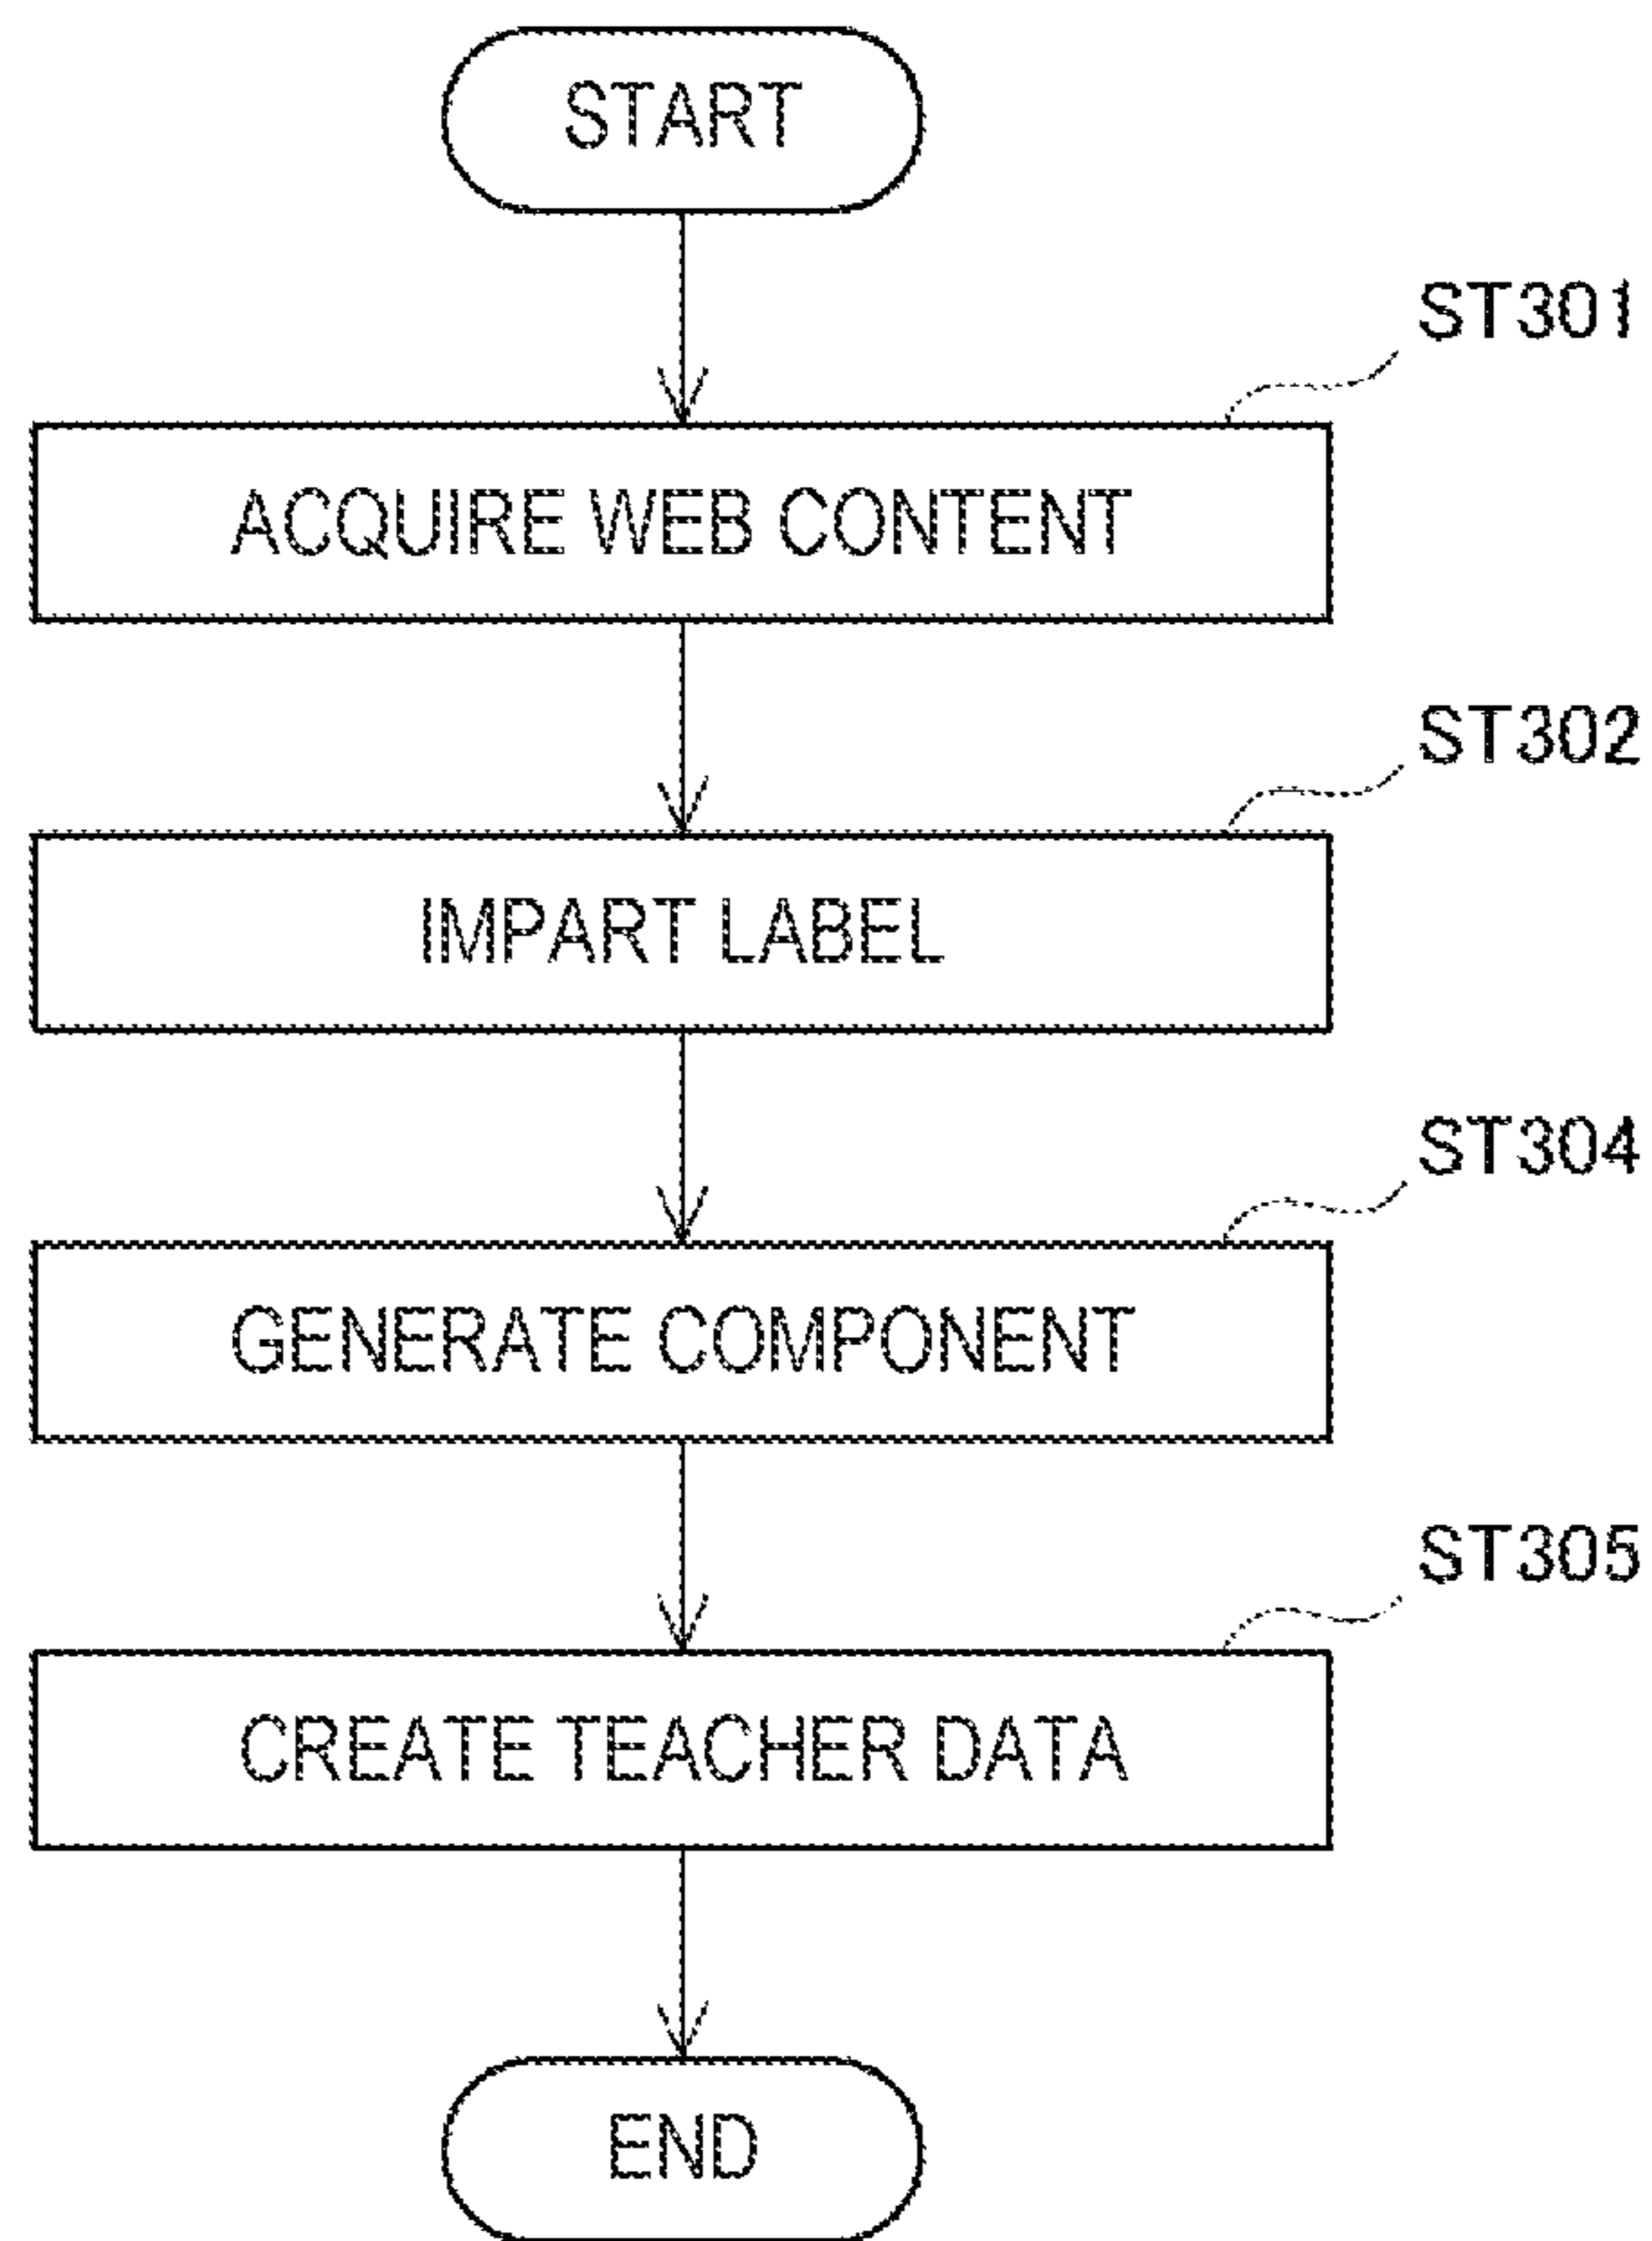 START
ST301
ACQUIRE WEB CONTENT
ST302
IMPART LABEL
ST304
GENERATE COMPONENT
ST305
CREATE TEACHER DATA
END